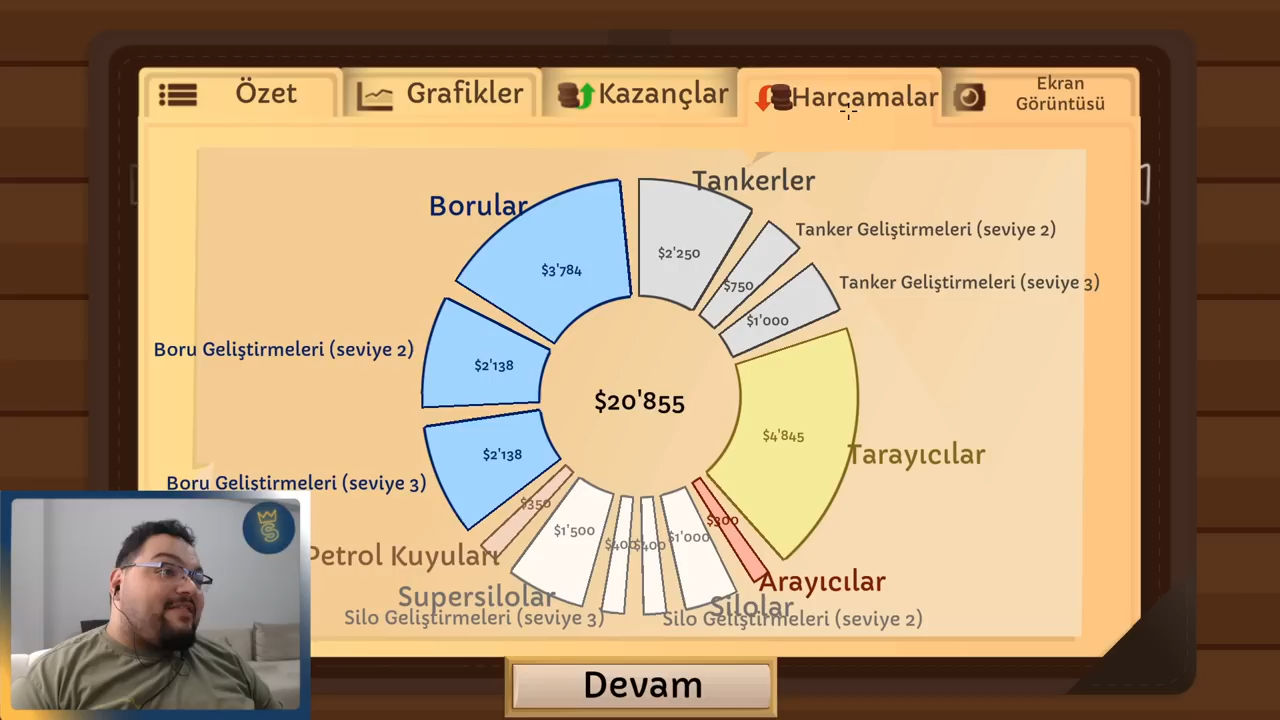 Özet
Grafikler
Kazançlar
Harcamalar
Ekran
Görüntüsü
Tankerler
Borular
Tanker Geliştirmeleri (seviye 2)
$2'250
$3'784
Tanker Geliştirmeleri (seviye 3)
$750
$1'000
Boru Geliştirmeleri (seviye 2)
$2'138
$20'855
$4'845
Tarayıcılar
$2'138
Boru Geliştirmeleri (seviye 3)
$350
$1'500
$400
$400
$1'000
$300
Petrol Kuyuları
Arayıcılar
Supersilolar
Silolar
Silo Geliştirmeleri (seviye 3)
Silo Geliştirmeleri (seviye 2)
Devam